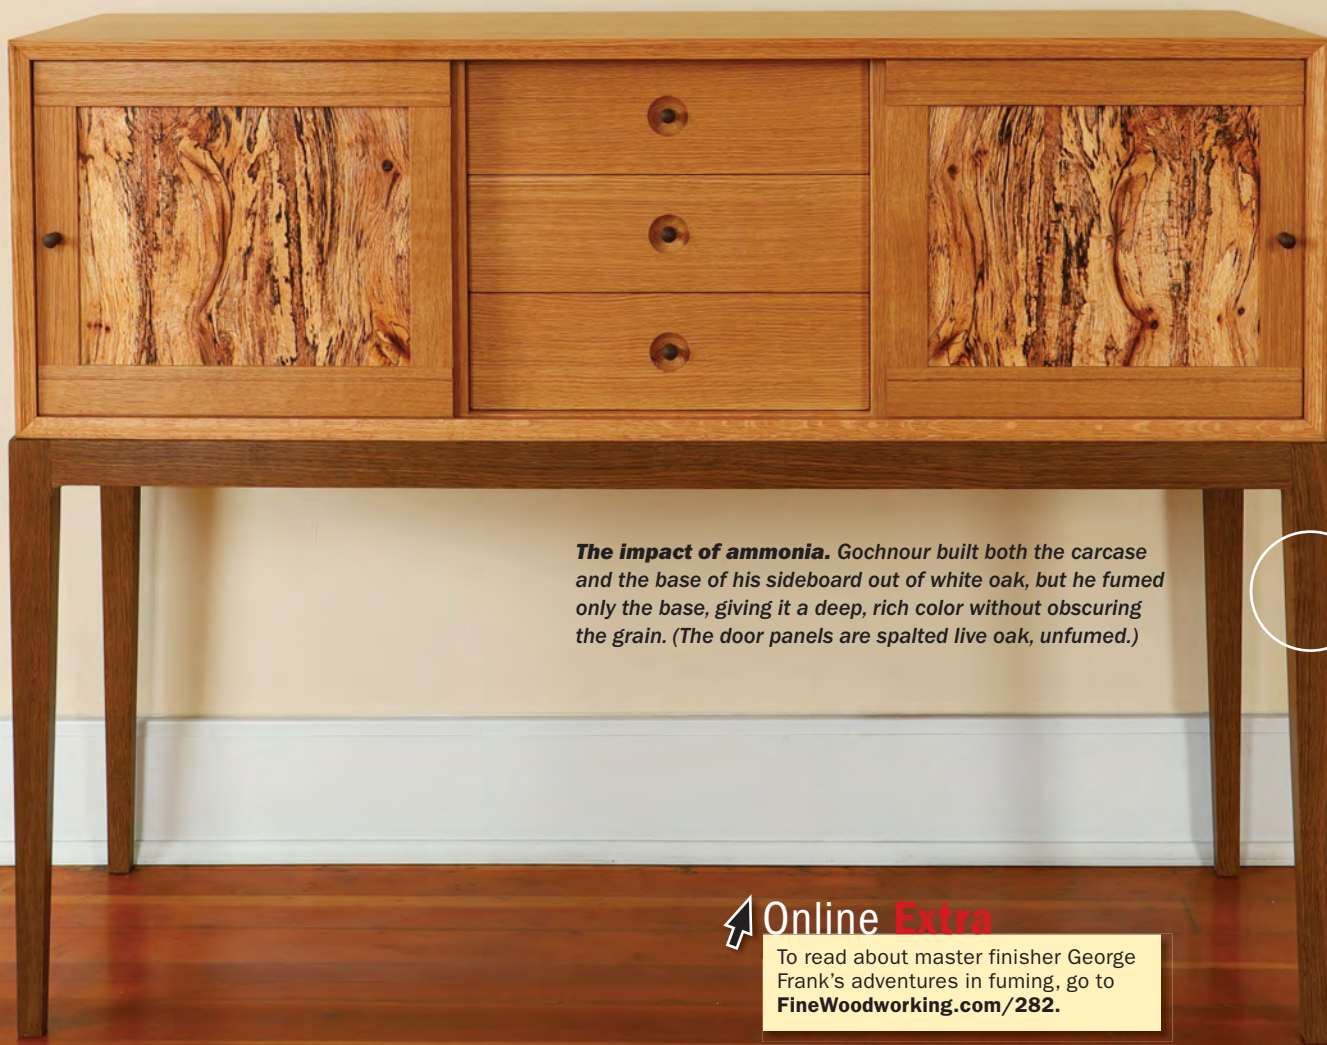 The impact of ammonia. Gochnour built both the carcase
and the base of his sideboard out of white oak, but he fumed
only the base, giving it a deep, rich color without obscuring
the grain. (The door panels are spalted live oak, unfumed.)
Online Extra
To read about master finisher George
Frank’s adventures in fuming, go to
FineWoodworking.com/282.